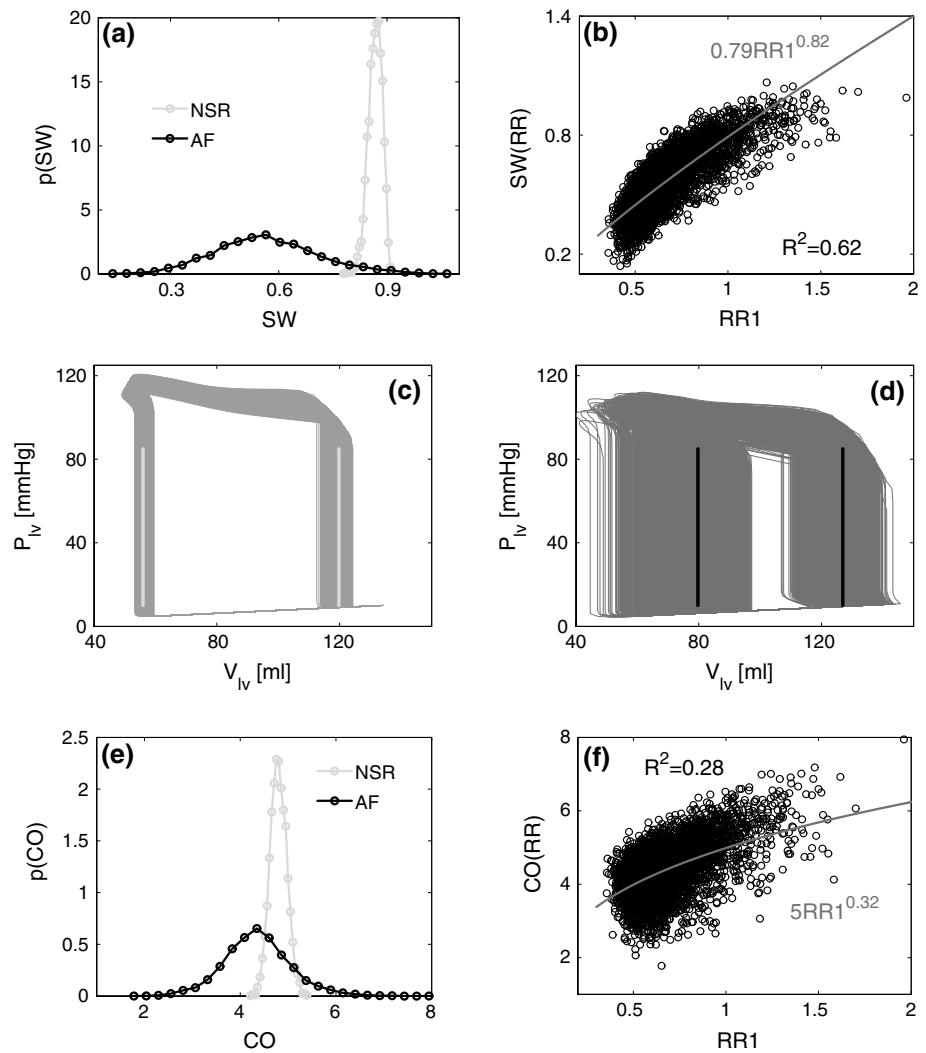 (a)
p(SW)
20
15
10
5
0
NSR
AF
0.3 0.6 0.9
SW
(b)
SW(RR)
1.4
0.8
0.2
0.79RR1^0.82
R^2=0.62
0.5 1 1.5 2
RR1
(c)
P_lv [mmHg]
120
80
40
0
40 80 120
V_lv [ml]
(d)
P_lv [mmHg]
120
80
40
0
40 80 120
V_lv [ml]
(e)
p(CO)
2.5
2
1.5
1
0.5
0
NSR
AF
2 4 6 8
CO
(f)
CO(RR)
8
6
4
2
R^2=0.28
5RR1^0.32
0.5 1 1.5 2
RR1